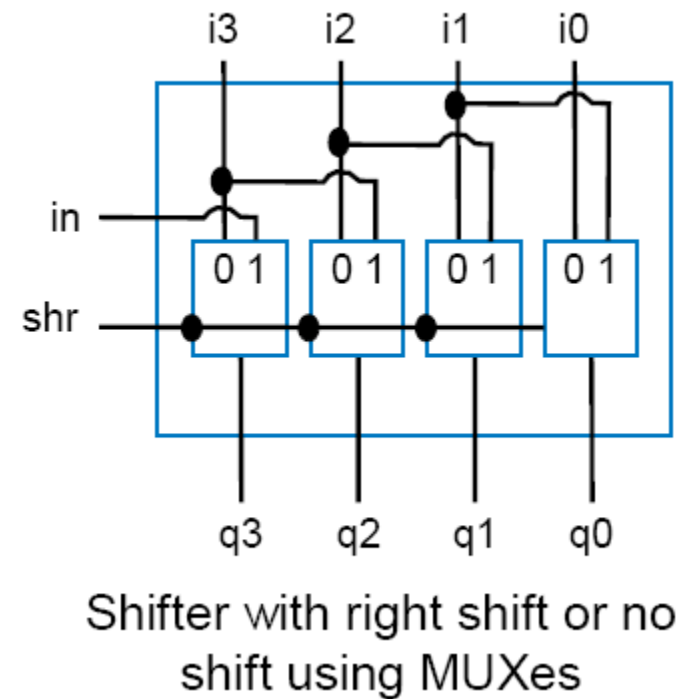 i3 i2 i1 i0
in
0 1 0 1 0 1 0 1
shr
q3 q2 q1 q0
Shifter with right shift or no
shift using MUXes